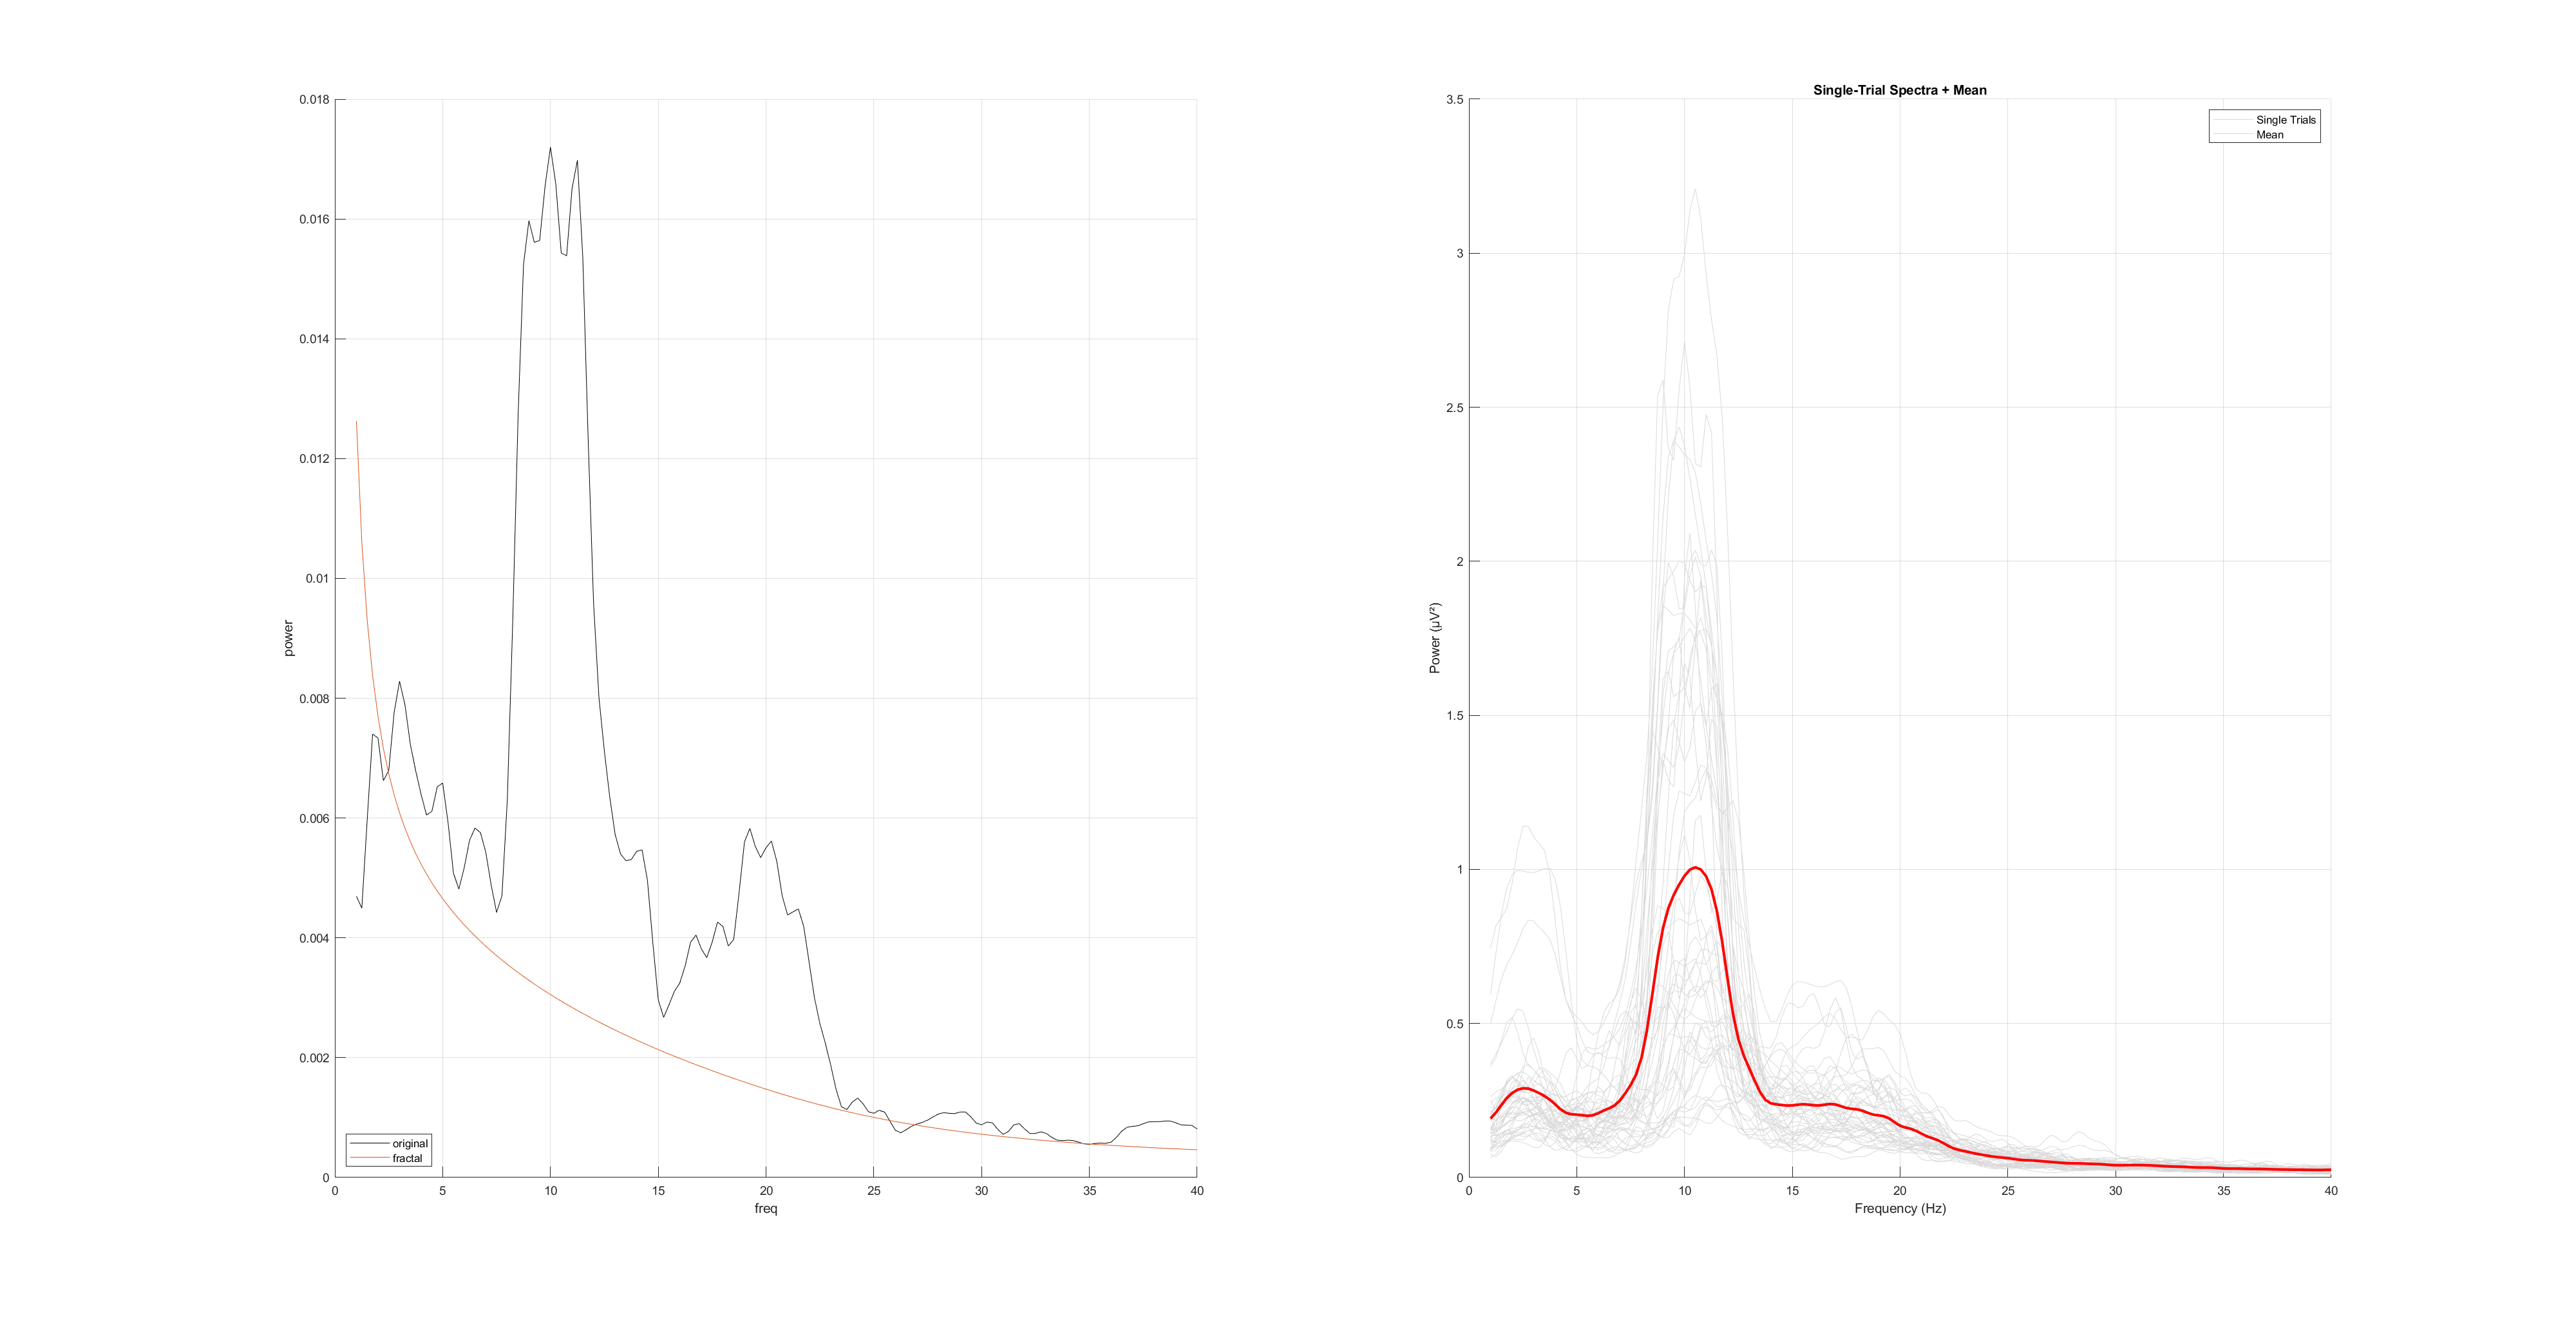 0.018
0.016
0.014
0.012
0.01
0.008
0.006
0.004
0.002
0
power
original
fractal
0 5 10 15 20 25 30 35 40
freq
Single-Trial Spectra + Mean
3.5
3
2.5
2
1.5
1
0.5
0
Power (µV²)
Single Trials
Mean
0 5 10 15 20 25 30 35 40
Frequency (Hz)